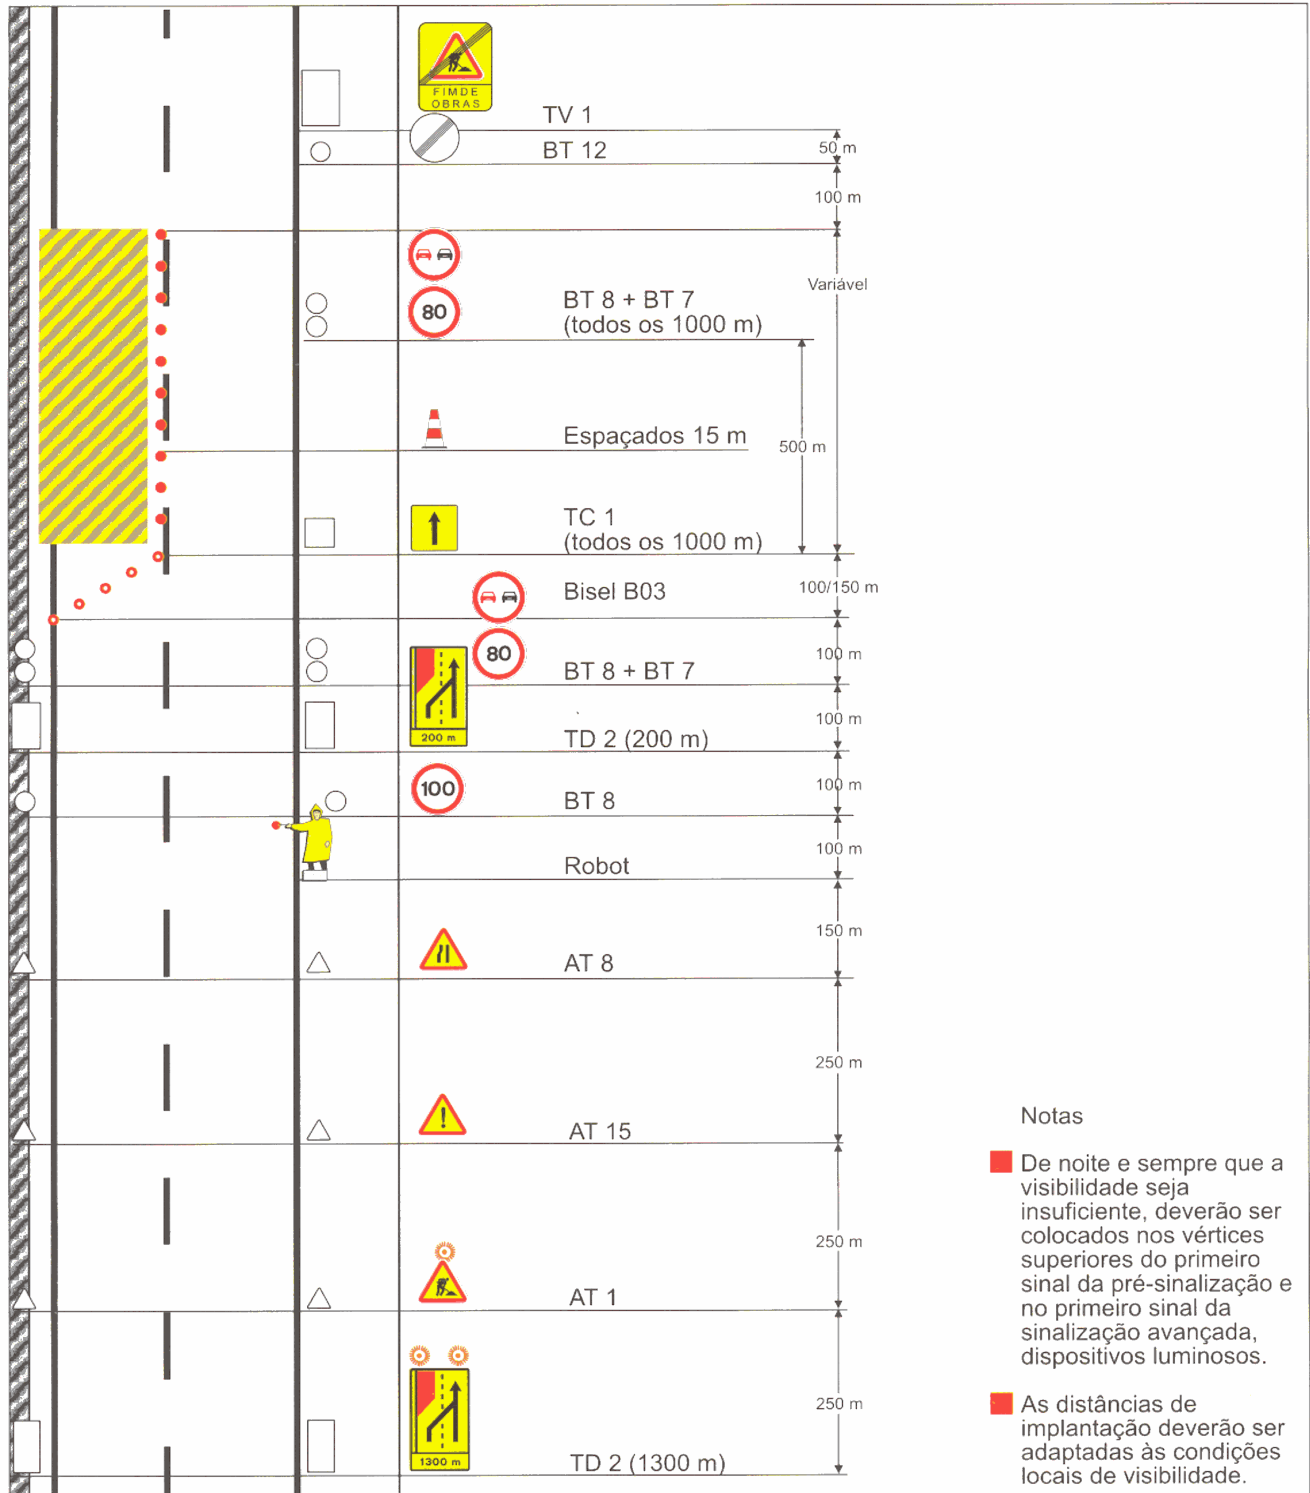 FIM DE
OBRAS
TV 1
BT 12
50 m
100 m
Variável
80
BT 8 + BT 7
(todos os 1000 m)
Espaçados 15 m
500 m
TC 1
(todos os 1000 m)
Bisel B03
100/150 m
80
100 m
BT 8 + BT 7
100 m
200 m
TD 2 (200 m)
100
100 m
BT 8
100 m
Robot
150 m
AT 8
250 m
!
AT 15
250 m
AT 1
250 m
1300 m
TD 2 (1300 m)
Notas
De noite e sempre que a
visibilidade seja
insuficiente, deverão ser
colocados nos vértices
superiores do primeiro
sinal da pré-sinalização e
no primeiro sinal da
sinalização avançada,
dispositivos luminosos.
As distâncias de
implantação deverão ser
adaptadas às condições
locais de visibilidade.